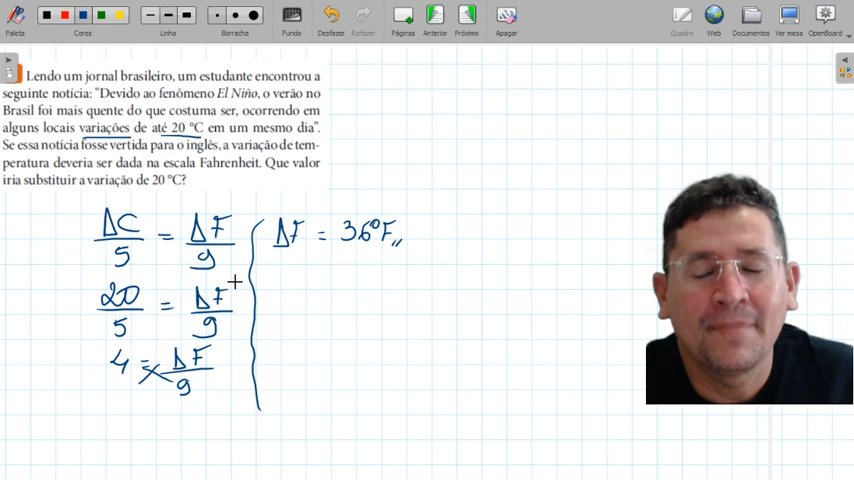 Paleta Cores Linha Borracha Fundo Desfazer Refazer Páginas Anterior Próximo Apagar Quadro Web Documentos Ver mesa OpenBoard
Lendo um jornal brasileiro, um estudante encontrou a
seguinte notícia: "Devido ao fenômeno El Niño, o verão no
Brasil foi mais quente do que costuma ser, ocorrendo em
alguns locais variações de até 20 °C em um mesmo dia".
Se essa notícia fosse vertida para o inglês, a variação de tem-
peratura deveria ser dada na escala Fahrenheit. Que valor
iria substituir a variação de 20 °C?
ΔC/5 = ΔF/9
20/5 = ΔF/9
4 = ΔF/9
ΔF = 36°F,,